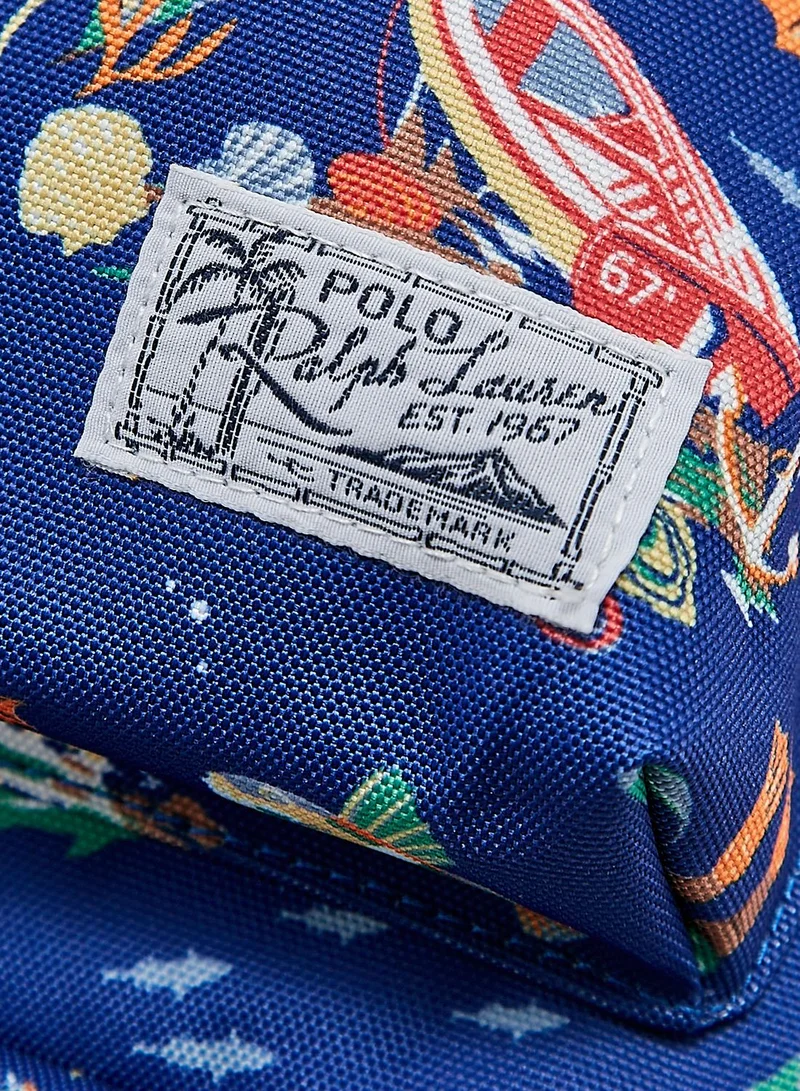 67'
POLO
Ralph Lauren
EST. 1967
TRADEMARK